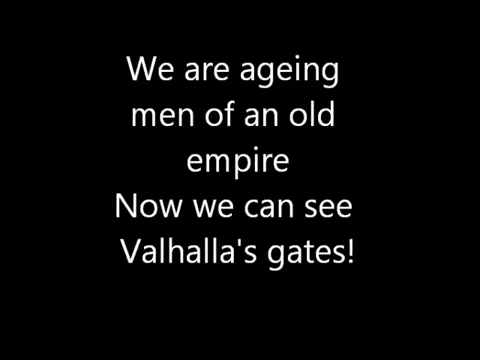 We are ageing
men of an old
empire
Now we can see
Valhalla's gates!